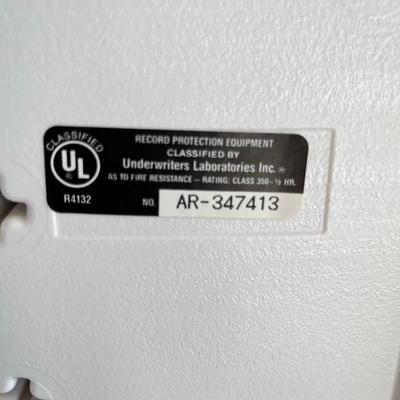 CLASSIFIED
UL
®
R4132
RECORD PROTECTION EQUIPMENT
CLASSIFIED BY
Underwriters Laboratories Inc.®
AS TO FIRE RESISTANCE — RATING: CLASS 350-½ HR.
NO. AR-347413